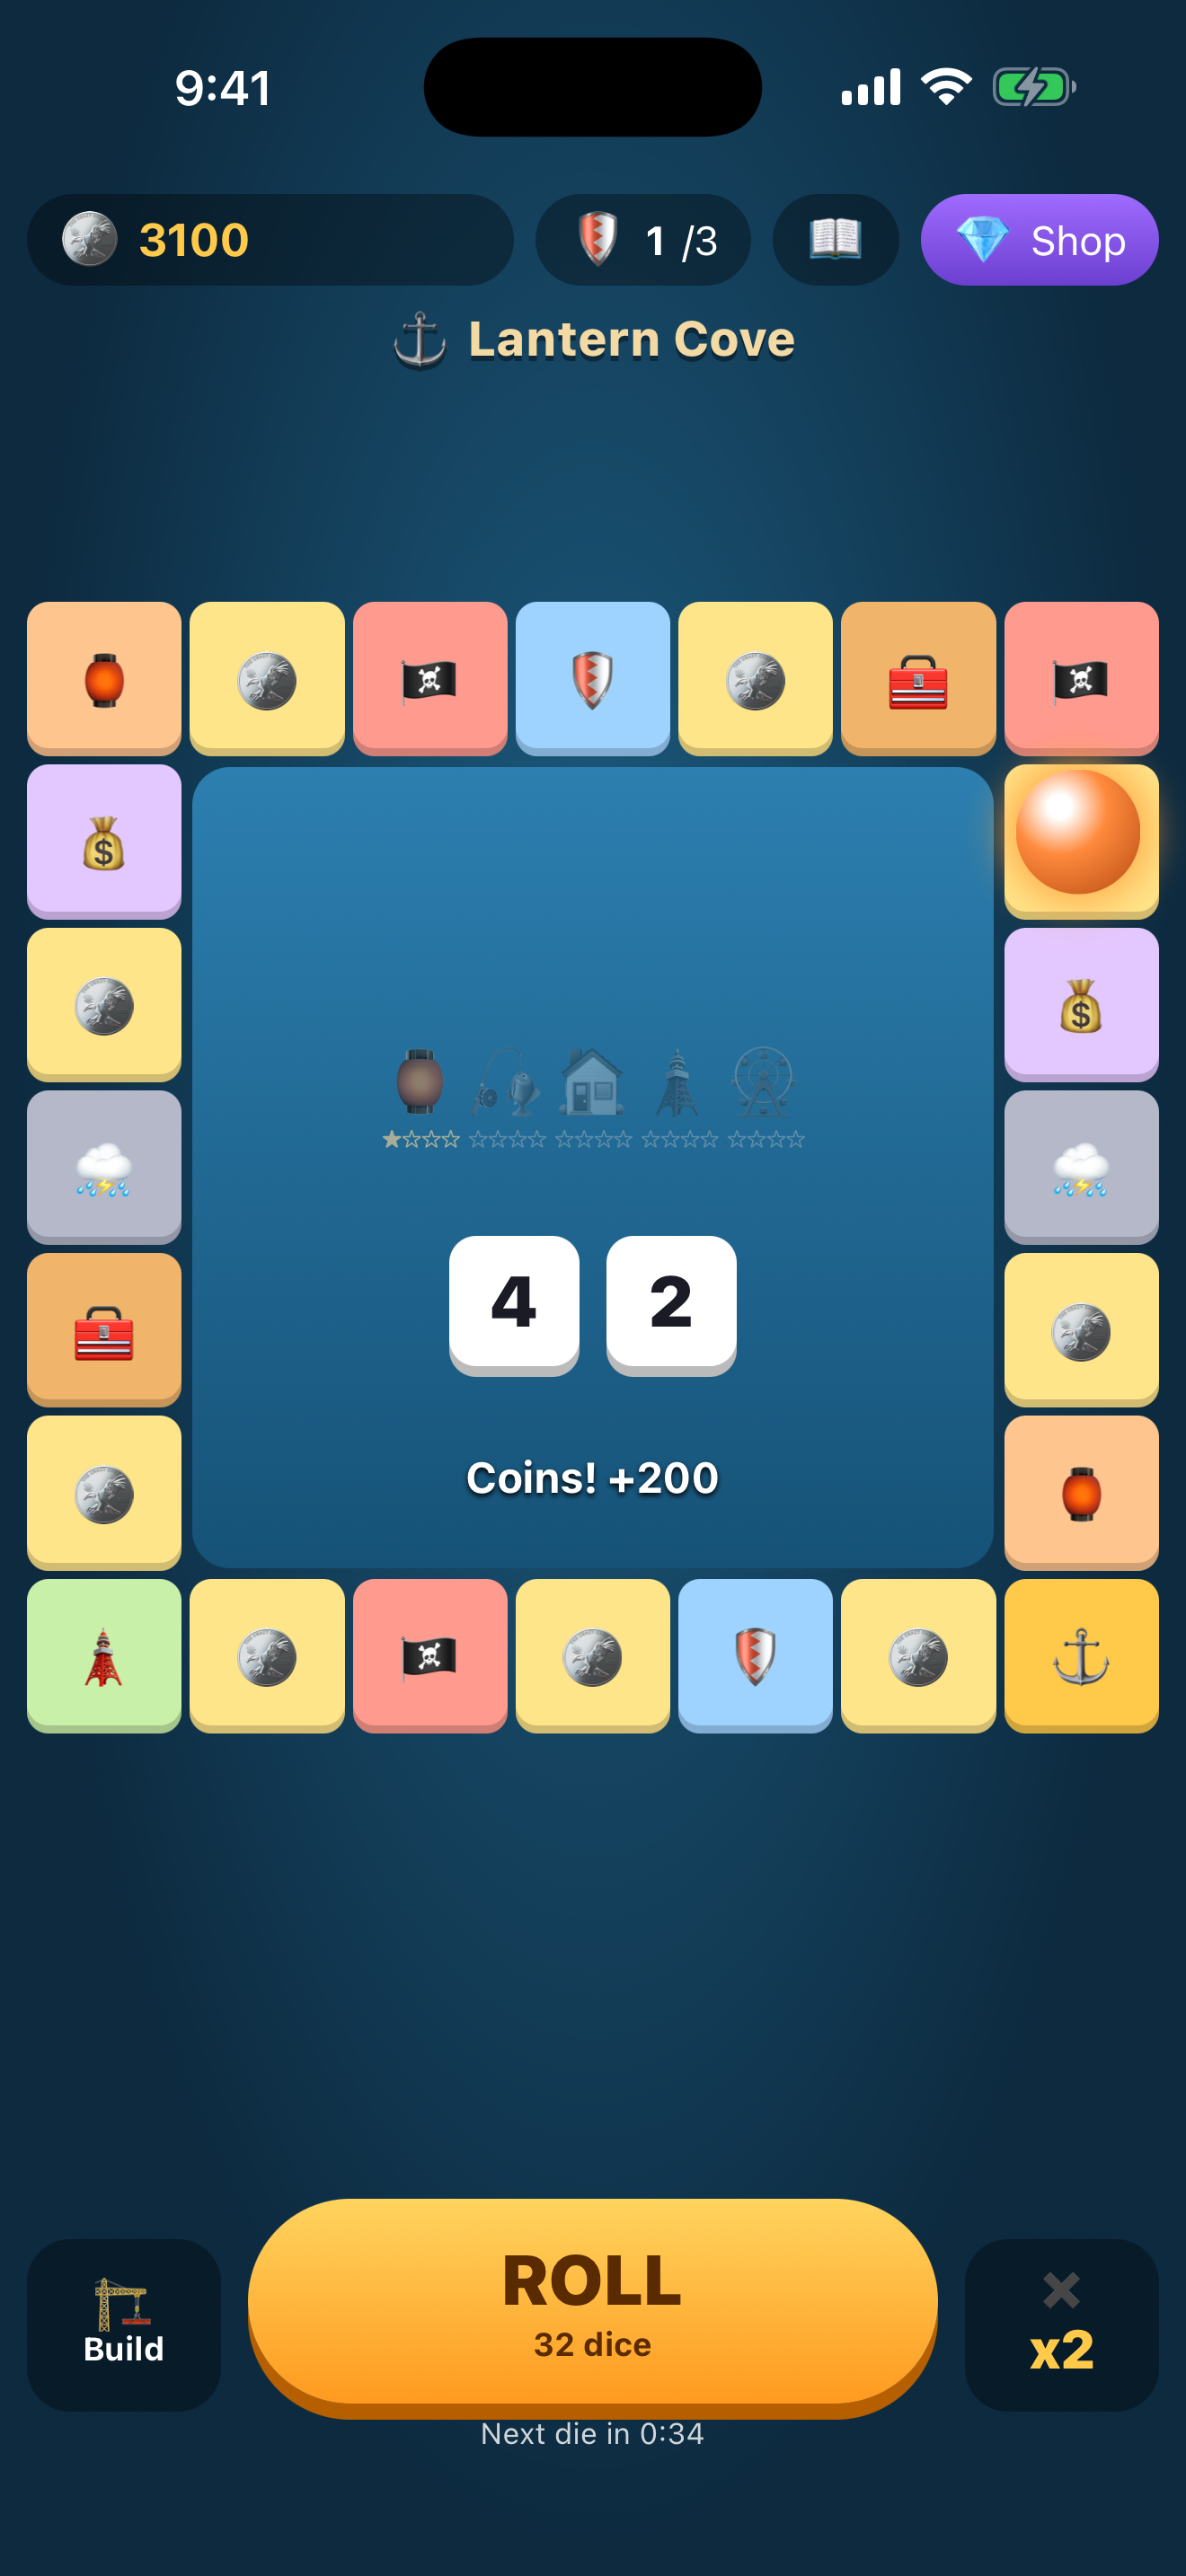 9:41
3100
1 /3
Shop
Lantern Cove
4 2
Coins! +200
ROLL
32 dice
Build
x2
Next die in 0:34